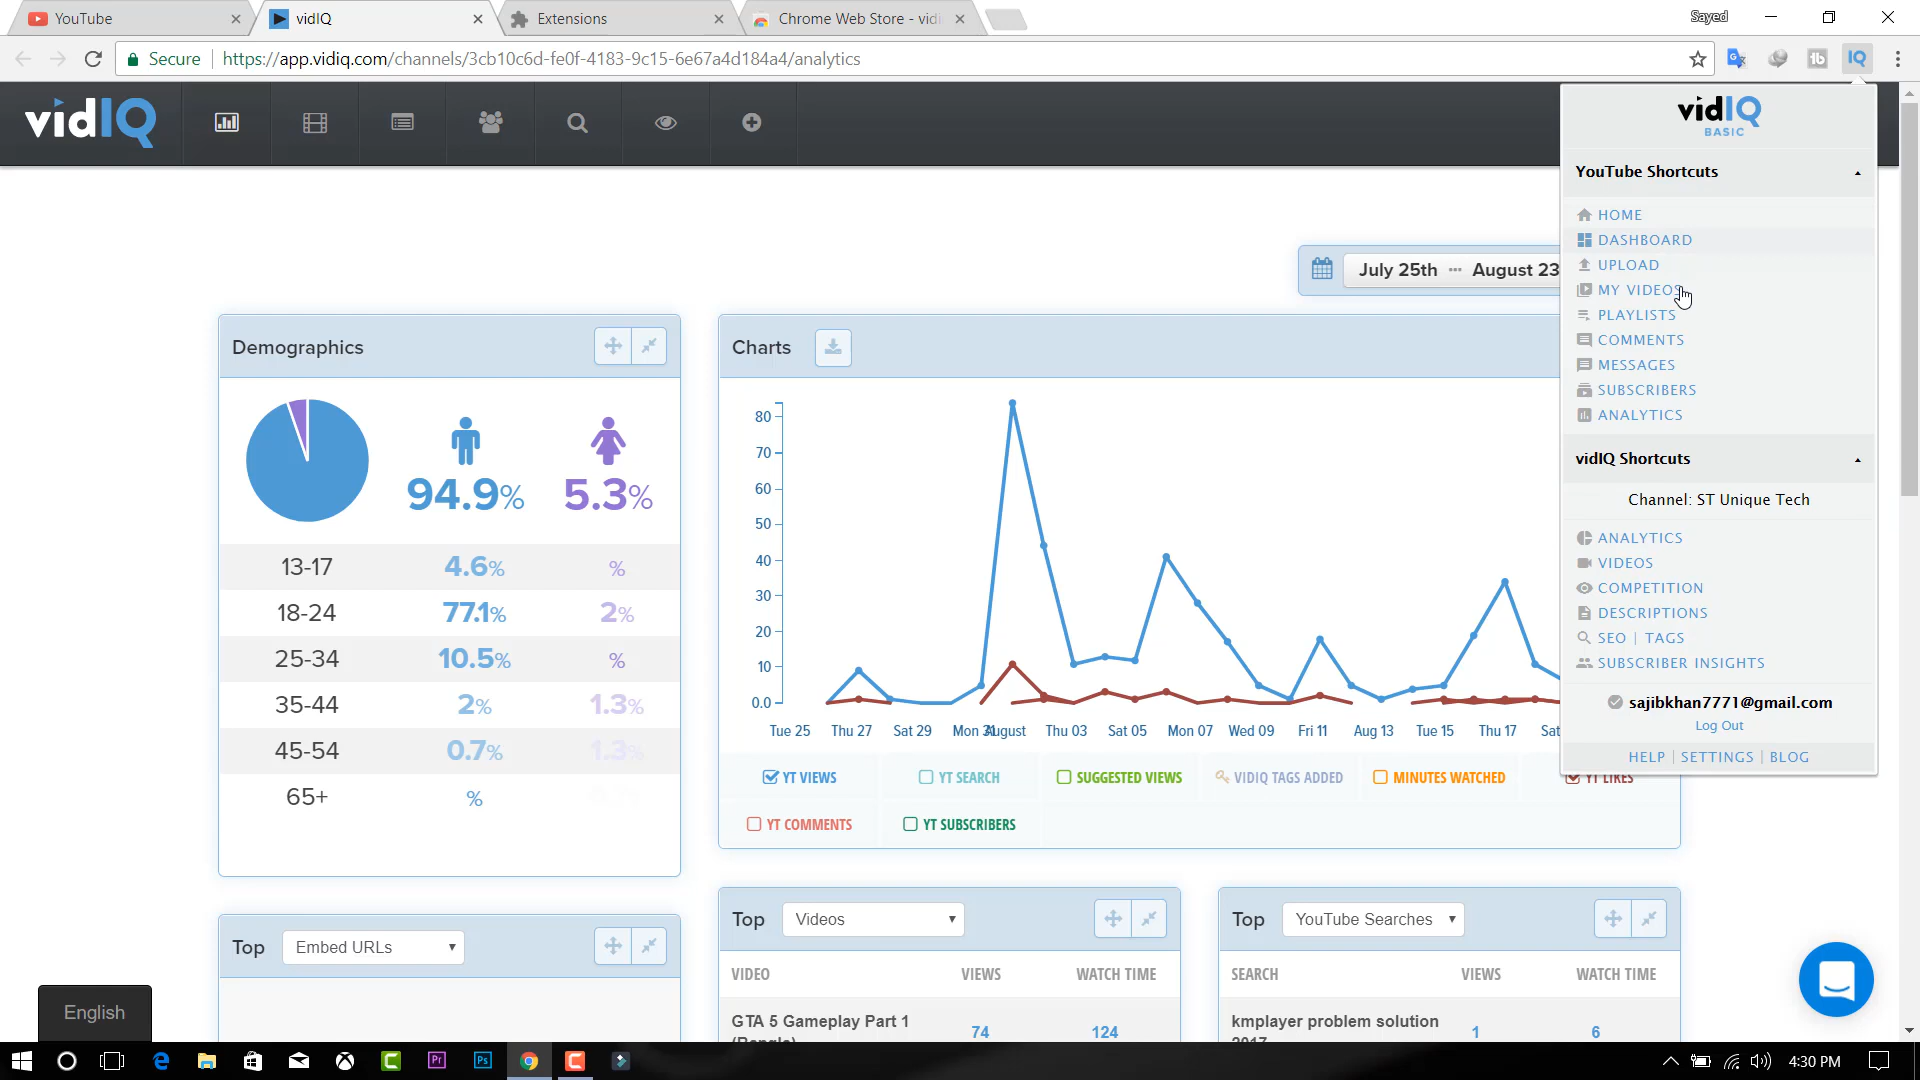 YouTube
vidIQ
Extensions
Chrome Web Store - vidi
Sayed
Secure
https://app.vidiq.com/channels/3cb10c6d-fe0f-4183-9c15-6e67a4d184a4/analytics
IQ
vidIQ
vidIQ
BASIC
YouTube Shortcuts
HOME
DASHBOARD
UPLOAD
MY VIDEOS
PLAYLISTS
COMMENTS
MESSAGES
SUBSCRIBERS
ANALYTICS
vidIQ Shortcuts
Channel: ST Unique Tech
ANALYTICS
VIDEOS
COMPETITION
DESCRIPTIONS
SEO | TAGS
SUBSCRIBER INSIGHTS
sajibkhan7771@gmail.com
Log Out
HELP | SETTINGS | BLOG
July 25th ··· August 23
Demographics
94.9% 5.3%
13-17 4.6% %
18-24 77.1% 2%
25-34 10.5% %
35-44 2% 1.3%
45-54 0.7% 1.3%
65+ %
Charts
80
70
60
50
40
30
20
10
0.0
Tue 25 Thu 27 Sat 29 Mon 31 August Thu 03 Sat 05 Mon 07 Wed 09 Fri 11 Aug 13 Tue 15 Thu 17 Sat
YT VIEWS YT SEARCH SUGGESTED VIEWS VIDIQ TAGS ADDED MINUTES WATCHED YT LIKES
YT COMMENTS YT SUBSCRIBERS
Top Embed URLs
Top Videos
VIDEO VIEWS WATCH TIME
GTA 5 Gameplay Part 1 74 124
(Bangla)
Top YouTube Searches
SEARCH VIEWS WATCH TIME
kmplayer problem solution 1 6
2017
English
Pr
Ps
4:30 PM